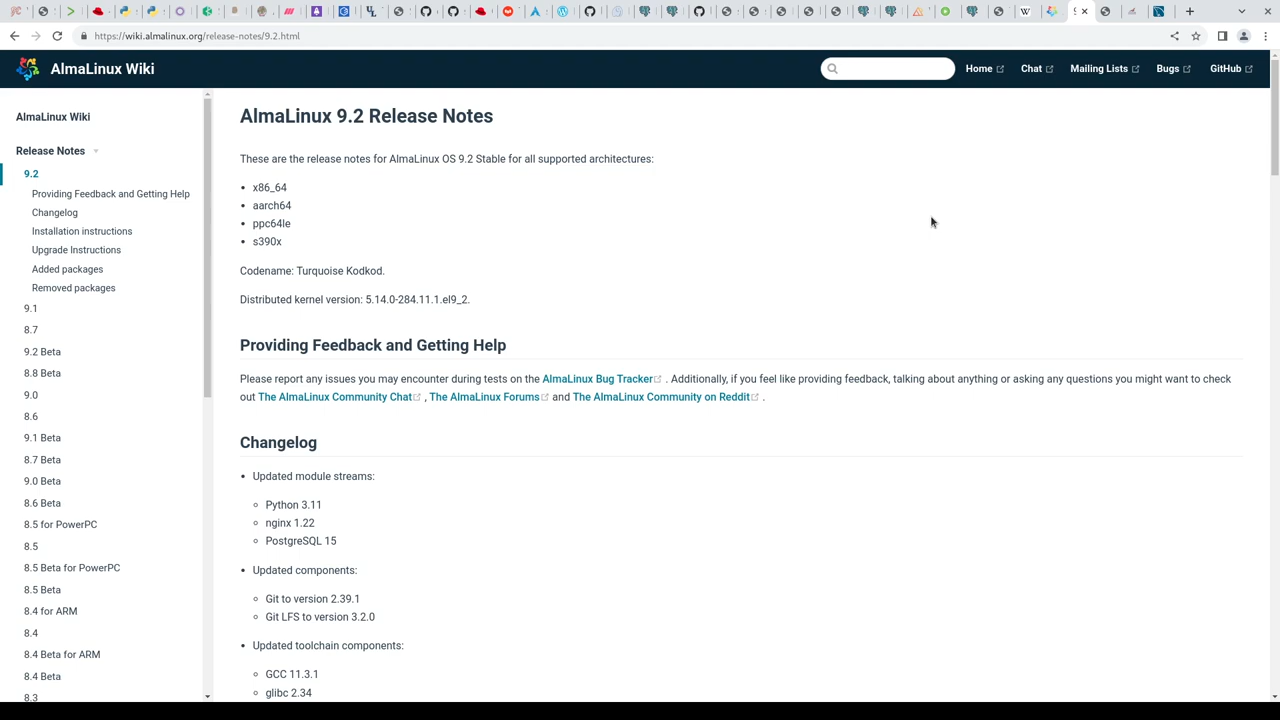 https://wiki.almalinux.org/release-notes/9.2.html
AlmaLinux Wiki
Home
Chat
Mailing Lists
Bugs
GitHub
AlmaLinux Wiki
Release Notes
9.2
Providing Feedback and Getting Help
Changelog
Installation instructions
Upgrade Instructions
Added packages
Removed packages
9.1
8.7
9.2 Beta
8.8 Beta
9.0
8.6
9.1 Beta
8.7 Beta
9.0 Beta
8.6 Beta
8.5 for PowerPC
8.5
8.5 Beta for PowerPC
8.5 Beta
8.4 for ARM
8.4
8.4 Beta for ARM
8.4 Beta
8.3
AlmaLinux 9.2 Release Notes
These are the release notes for AlmaLinux OS 9.2 Stable for all supported architectures:
• x86_64
• aarch64
• ppc64le
• s390x
Codename: Turquoise Kodkod.
Distributed kernel version: 5.14.0-284.11.1.el9_2.
Providing Feedback and Getting Help
Please report any issues you may encounter during tests on the AlmaLinux Bug Tracker . Additionally, if you feel like providing feedback, talking about anything or asking any questions you might want to check
out The AlmaLinux Community Chat , The AlmaLinux Forums and The AlmaLinux Community on Reddit .
Changelog
• Updated module streams:
◦ Python 3.11
◦ nginx 1.22
◦ PostgreSQL 15
• Updated components:
◦ Git to version 2.39.1
◦ Git LFS to version 3.2.0
• Updated toolchain components:
◦ GCC 11.3.1
◦ glibc 2.34